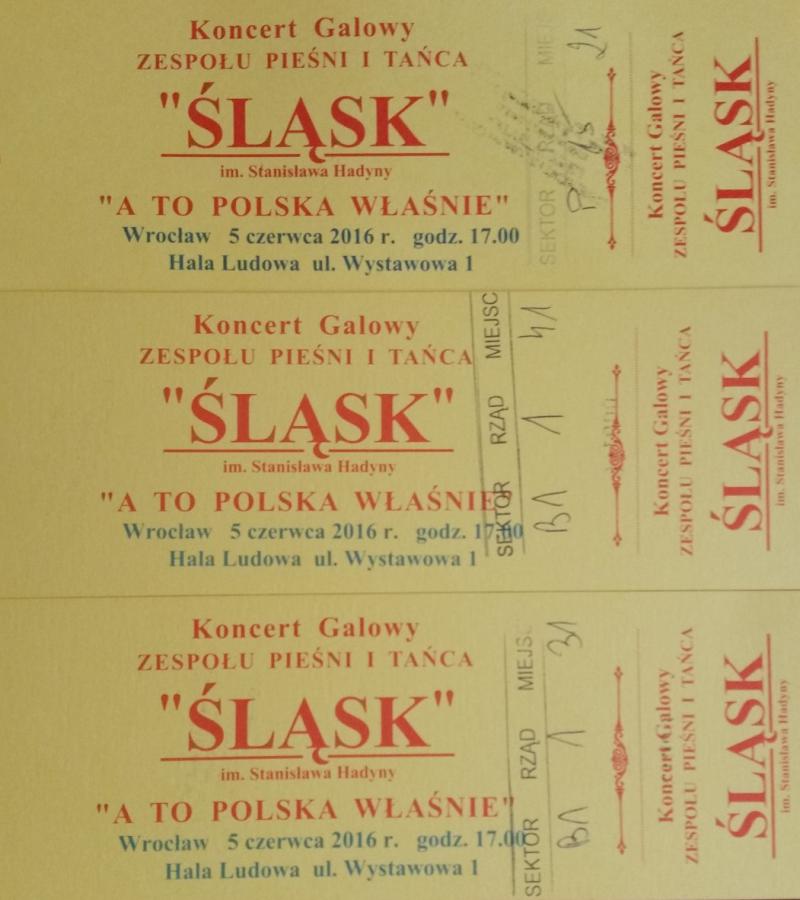 Koncert Galowy
ZESPOŁU PIEŚNI I TAŃCA
"ŚLĄSK"
im. Stanisława Hadyny
"A TO POLSKA WŁAŚNIE"
Wrocław 5 czerwca 2016 r. godz. 17.00
Hala Ludowa ul. Wystawowa 1
SEKTOR RZĄD MIEJ
21
Koncert Galowy
ZESPOŁU PIEŚNI I TAŃCA
ŚLĄSK
im. Stanisława Hadyny
Koncert Galowy
ZESPOŁU PIEŚNI I TAŃCA
"ŚLĄSK"
im. Stanisława Hadyny
"A TO POLSKA WŁAŚNIE
Wrocław 5 czerwca 2016 r. godz. 17.00
Hala Ludowa ul. Wystawowa 1
SEKTOR RZĄD MIEJSC
B1 1 41
Koncert Galowy
ZESPOŁU PIEŚNI I TAŃCA
ŚLĄSK
im. Stanisława Hadyny
Koncert Galowy
ZESPOŁU PIEŚNI I TAŃCA
"ŚLĄSK"
im. Stanisława Hadyny
"A TO POLSKA WŁAŚNIE"
Wrocław 5 czerwca 2016 r. godz. 17.00
Hala Ludowa ul. Wystawowa 1
SEKTOR RZĄD MIEJS
B1 1 31
Koncert Galowy
ZESPOŁU PIEŚNI I TAŃCA
ŚLĄSK
im. Stanisława Hadyny